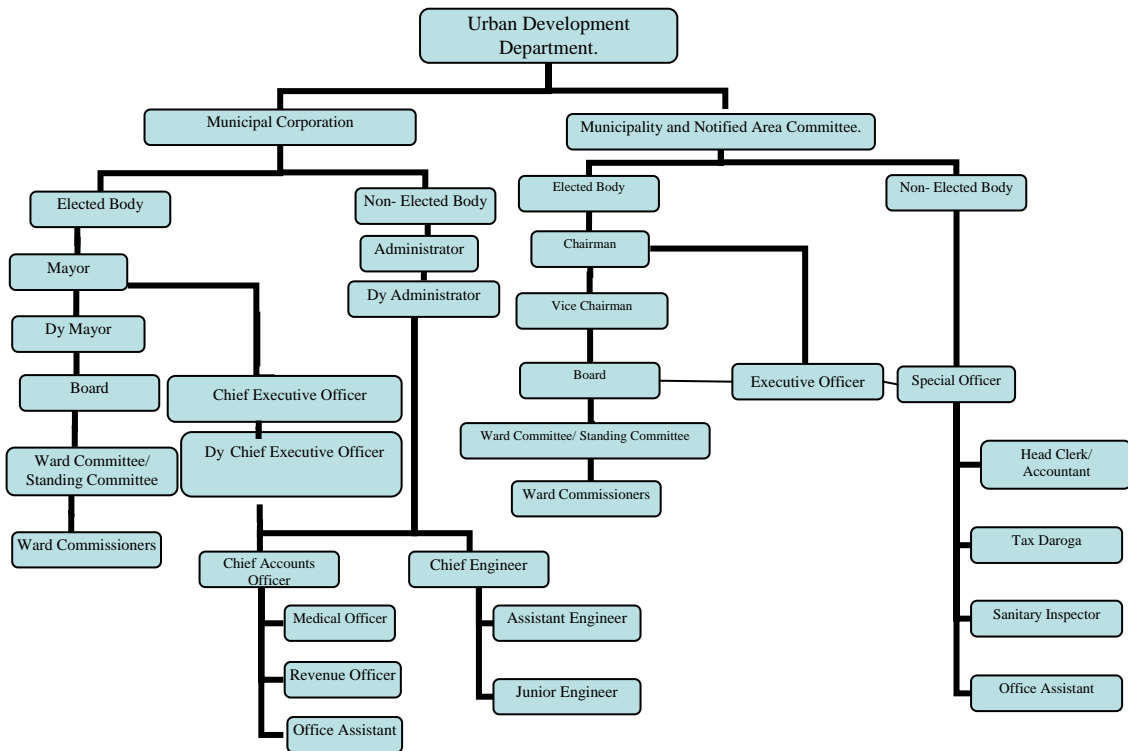 Urban Development
Department.
Municipal Corporation
Municipality and Notified Area Committee.
Elected Body
Non- Elected Body
Elected Body
Non-Elected Body
Mayor
Administrator
Chairman
Dy Administrator
Dy Mayor
Vice Chairman
Board
Chief Executive Officer
Board
Executive Officer
Special Officer
Dy Chief Executive Officer
Ward Committee/
Standing Committee
Ward Committee/ Standing Committee
Head Clerk/
Accountant
Ward Commissioners
Ward Commissioners
Tax Daroga
Chief Accounts
Officer
Chief Engineer
Medical Officer
Assistant Engineer
Sanitary Inspector
Revenue Officer
Junior Engineer
Office Assistant
Office Assistant